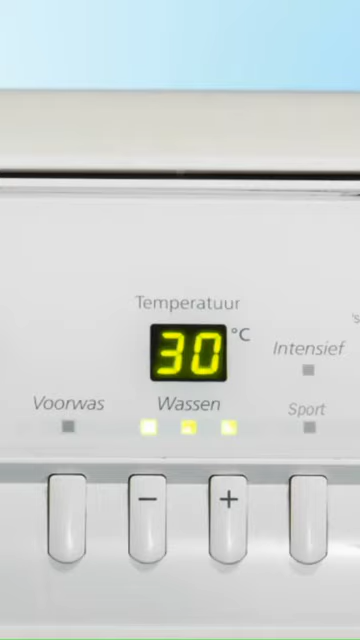 Temperatuur
30 °C
Intensief
Voorwas
Wassen
Sport
− +